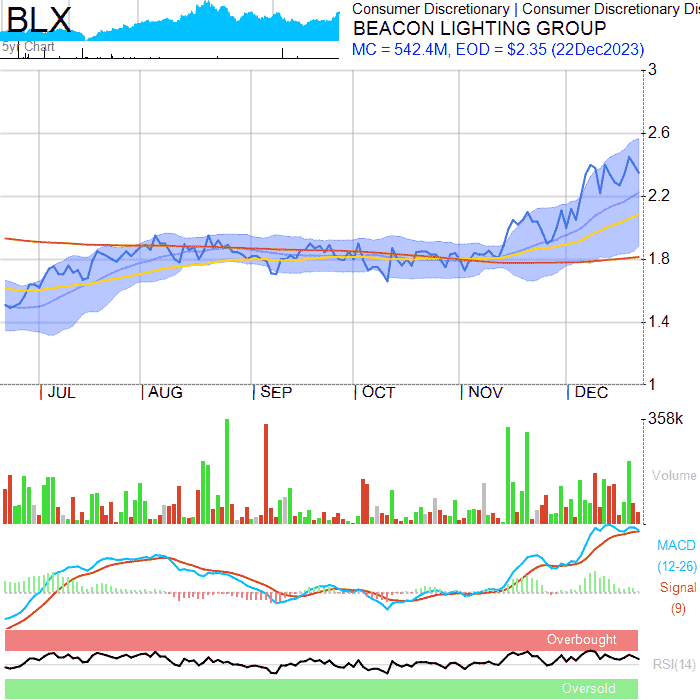 BLX
5yr Chart
Consumer Discretionary | Consumer Discretionary Dis
BEACON LIGHTING GROUP
MC = 542.4M, EOD = $2.35 (22Dec2023)
3
2.6
2.2
1.8
1.4
1
JUL AUG SEP OCT NOV DEC
358k
Volume
MACD
(12-26)
Signal
(9)
Overbought
RSI(14)
Oversold